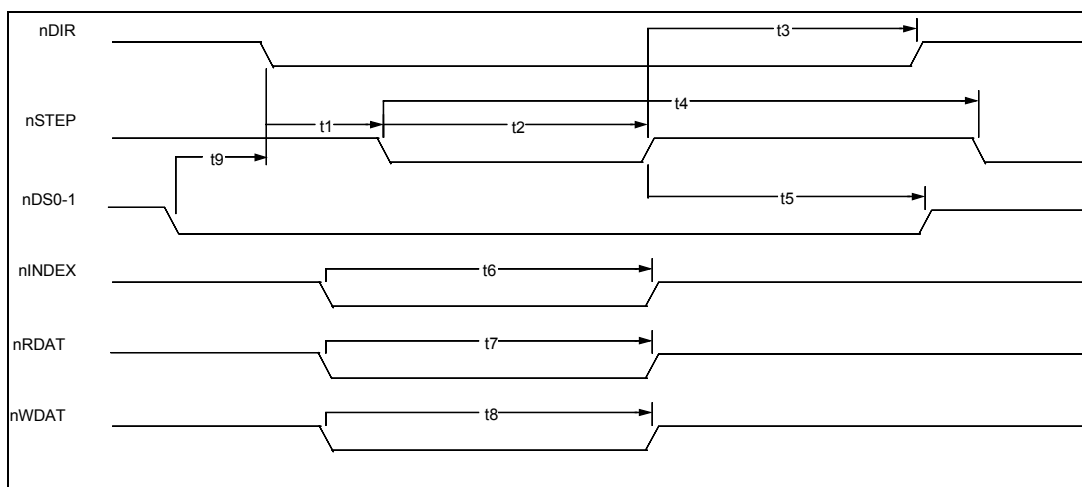 nDIR
t3
t4
nSTEP
t1
t2
t9
nDS0-1
t5
nINDEX
t6
nRDAT
t7
nWDAT
t8